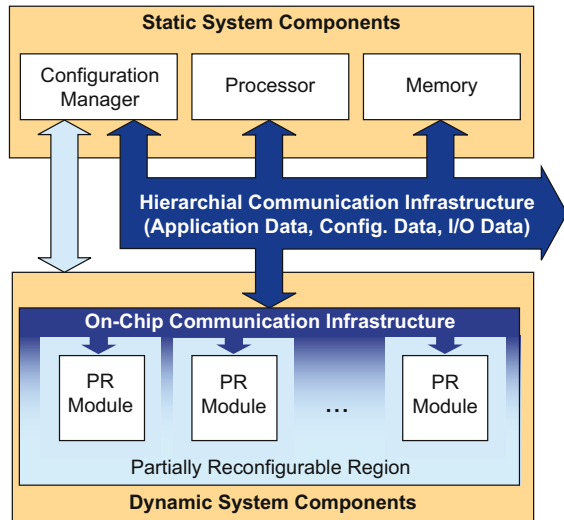 Static System Components
Configuration
Manager
Processor
Memory
Hierarchial Communication Infrastructure
(Application Data, Config. Data, I/O Data)
On-Chip Communication Infrastructure
PR
Module
PR
Module
...
PR
Module
Partially Reconfigurable Region
Dynamic System Components